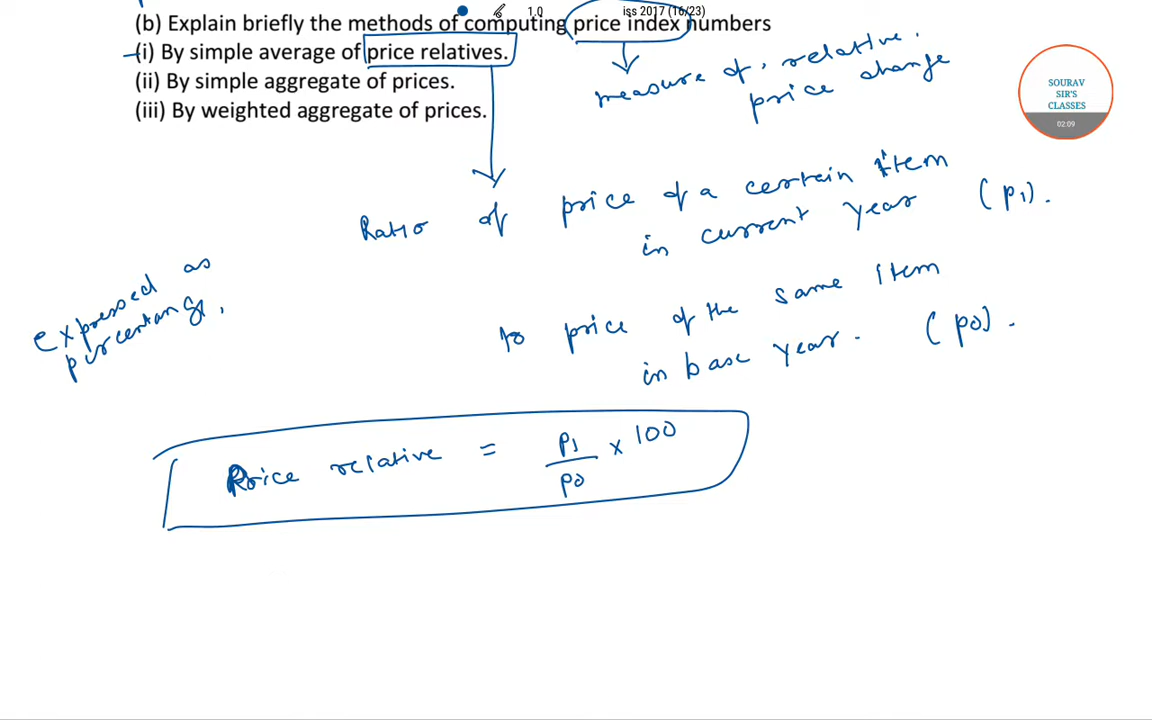 1.0
iss 2017 (16/23)
(b) Explain briefly the methods of computing price index numbers
(i) By simple average of price relatives.
(ii) By simple aggregate of prices.
(iii) By weighted aggregate of prices.
measure of relative
price change
SOURAV
SIR'S
CLASSES
02:09
Ratio of price of a certain item
in current year (p1).
expressed as
percentang,
to price of the same item
in base year. (p0).
Price relative = p1/p0 × 100